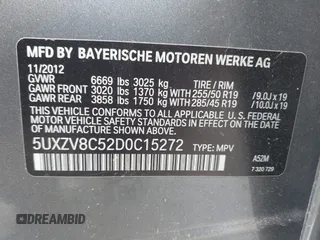 MFD BY BAYERISCHE MOTOREN WERKE AG
11/2012
GVWR 6669 lbs 3025 kg TIRE / RIM
GAWR FRONT 3020 lbs 1370 kg WITH 255/50 R19 / 9.0J x 19
GAWR REAR 3858 lbs 1750 kg WITH 285/45 R19 / 10.0J x 19
THIS VEHICLE CONFORMS TO ALL APPLICABLE
U.S. FEDERAL MOTOR VEHICLE SAFETY STANDARDS
IN EFFECT ON THE DATE OF MANUFACTURE SHOWN ABOVE.
5UXZV8C52D0C15272 TYPE: MPV
A52M
7 320 729
DREAMBID